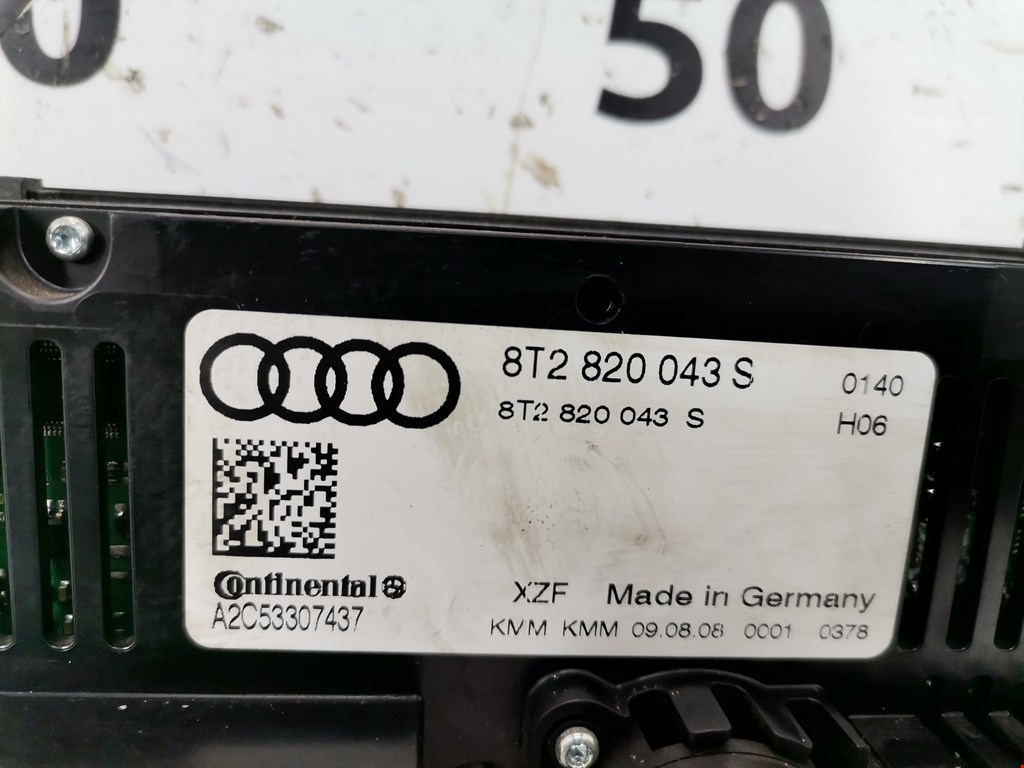 0 50
8T2 820 043 S 0140
8T2 820 043 S H06
Continental
A2C53307437
XZF Made in Germany
KMM KMM 09.08.08 0001 0378